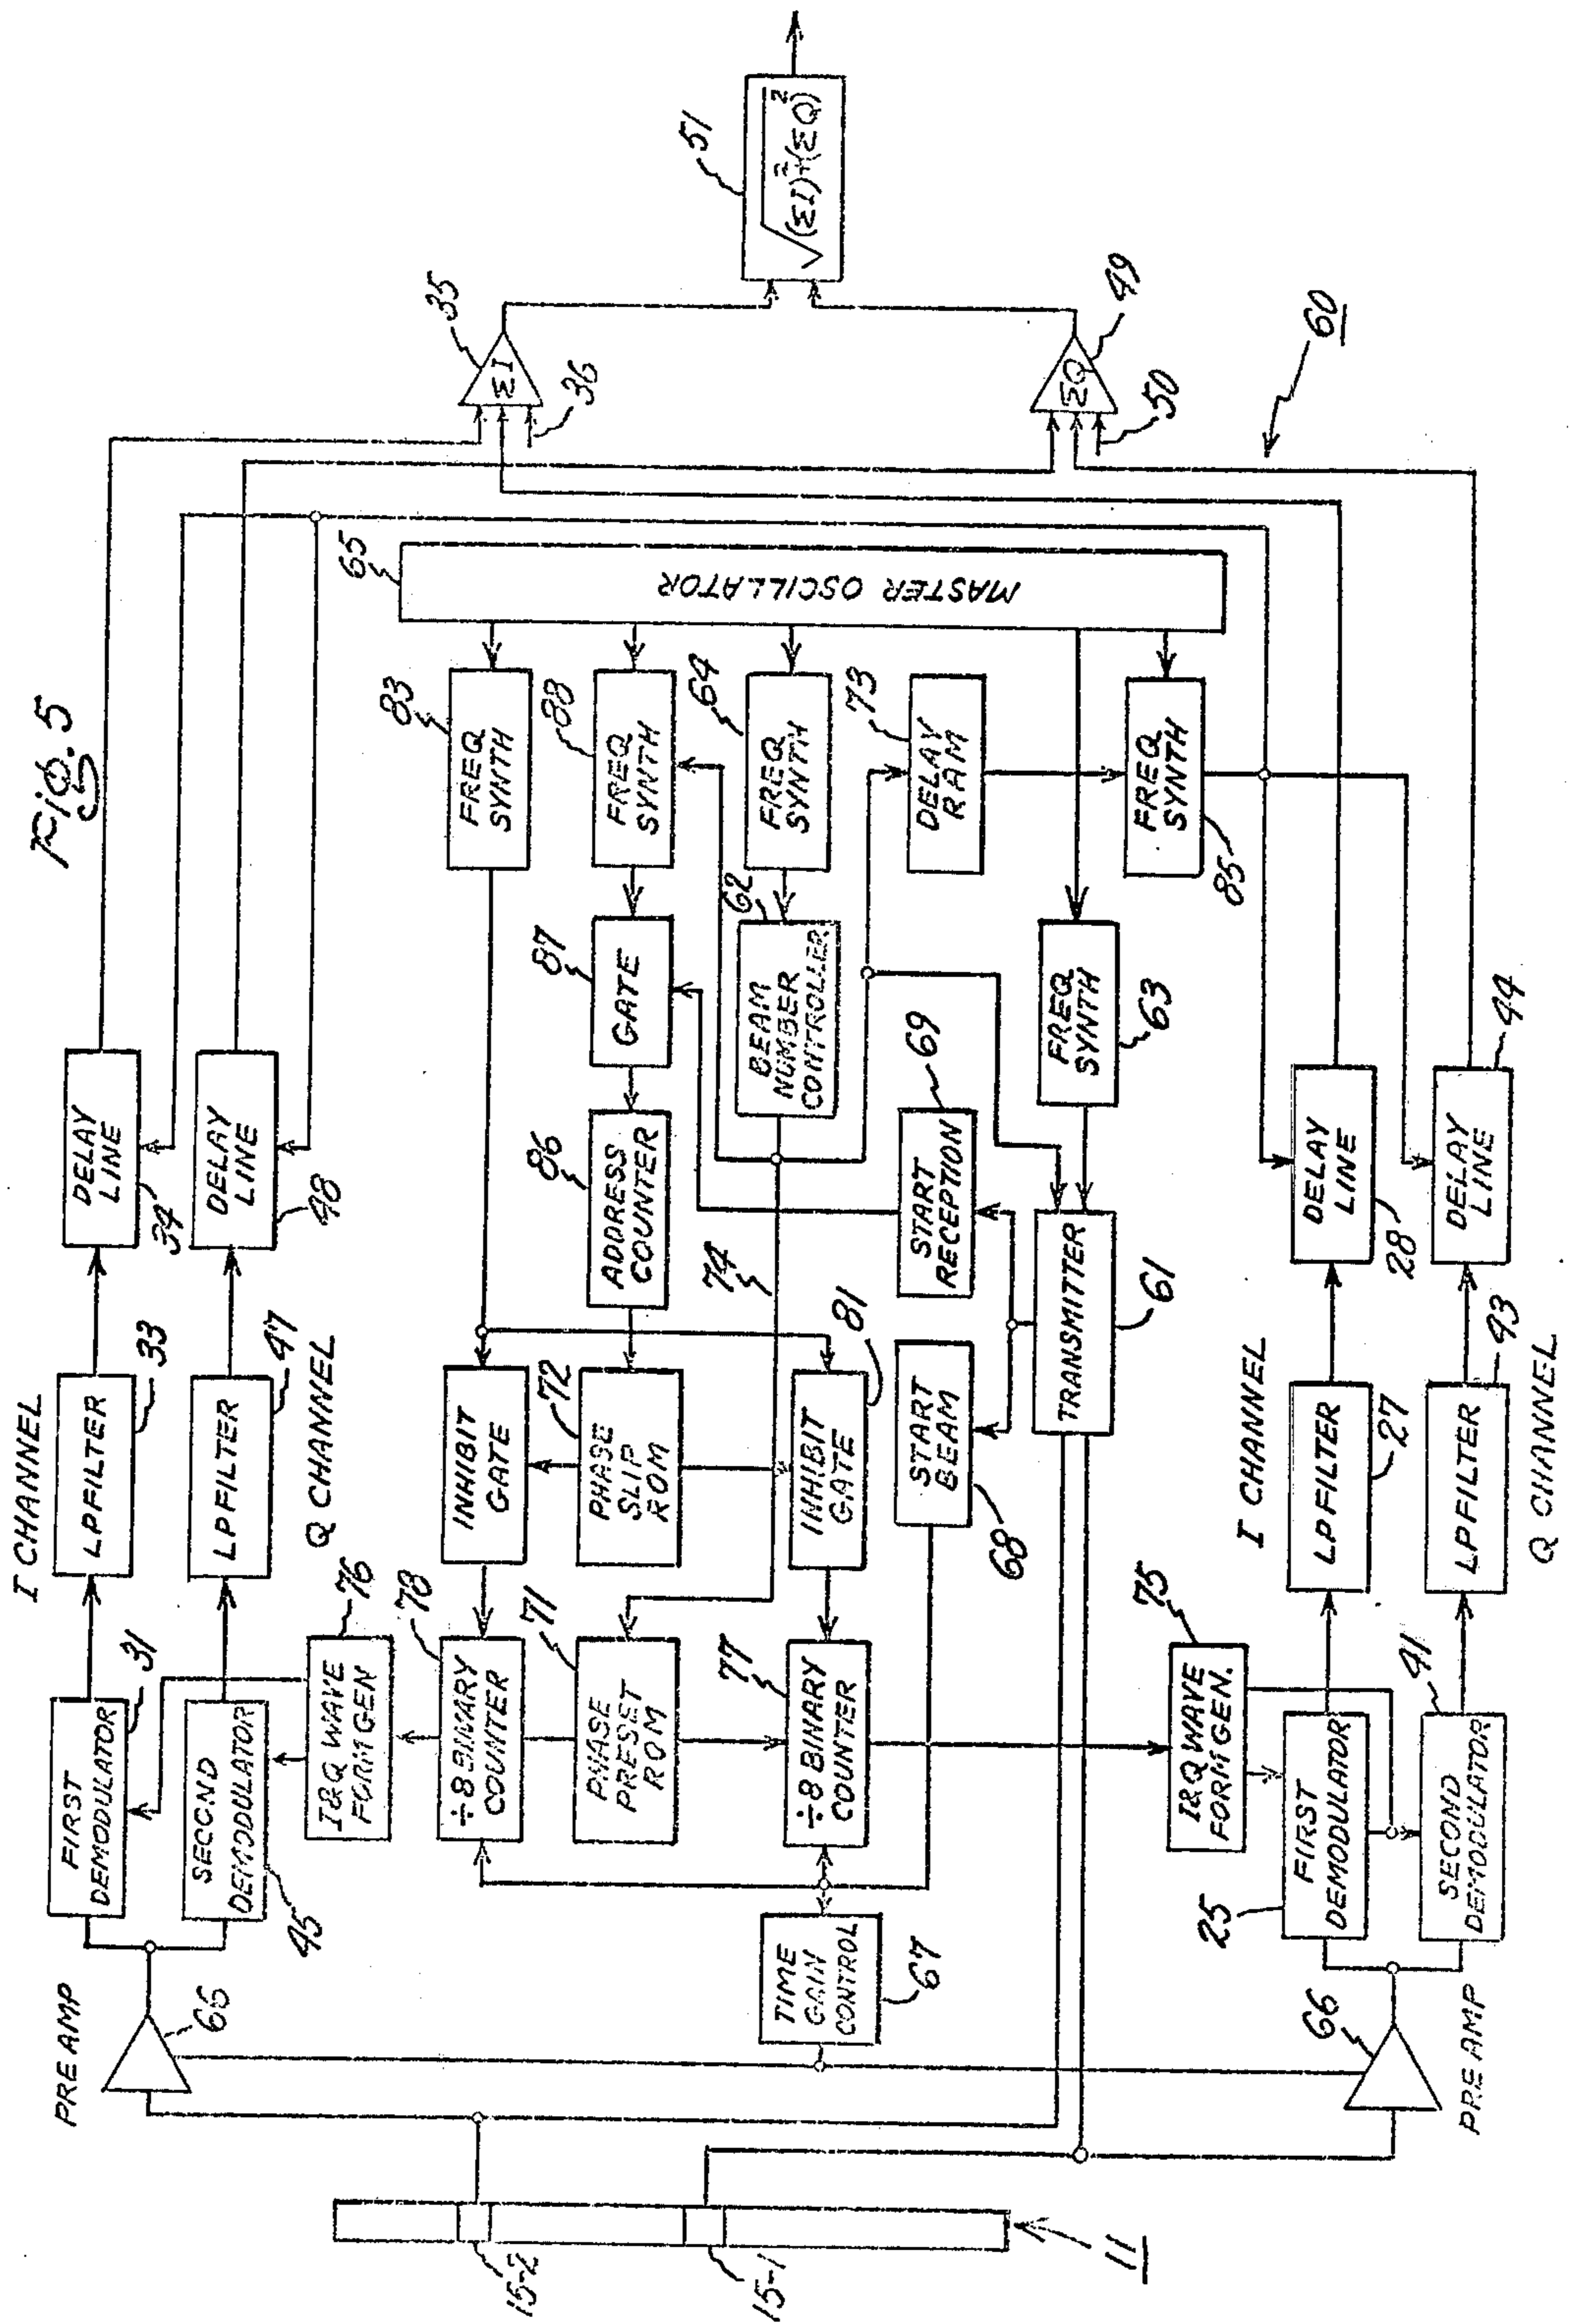 Fig. 5
I CHANNEL
PRE AMP
66
FIRST
DEMODULATOR
31
LP FILTER
33
DELAY
LINE
34
SECOND
DEMODULATOR
45
LP FILTER
47
DELAY
LINE
48
Q CHANNEL
I&Q WAVE
FORM GEN
76
÷8 BINARY
COUNTER
78
INHIBIT
GATE
FREQ
SYNTH
83
PHASE
PRESET
ROM
71
PHASE
SLIP
ROM
72
ADDRESS
COUNTER
86
GATE
87
FREQ
SYNTH
88
MASTER OSCILLATOR
65
TIME
GAIN
CONTROL
67
÷8 BINARY
COUNTER
77
INHIBIT
GATE
81
74
BEAM
NUMBER
CONTROLLER
62
FREQ
SYNTH
64
START
BEAM
68
START
RECEPTION
69
DELAY
RAM
73
TRANSMITTER
61
FREQ
SYNTH
63
FREQ
SYNTH
85
ΣI
35
36
ΣQ
49
50
√(ΣI)²+(ΣQ)²
51
60
15-2
15-1
11
I&Q WAVE
FORM GEN.
75
I CHANNEL
FIRST
DEMODULATOR
25
LP FILTER
27
DELAY
LINE
28
66
PRE AMP
SECOND
DEMODULATOR
41
LP FILTER
43
DELAY
LINE
44
Q CHANNEL